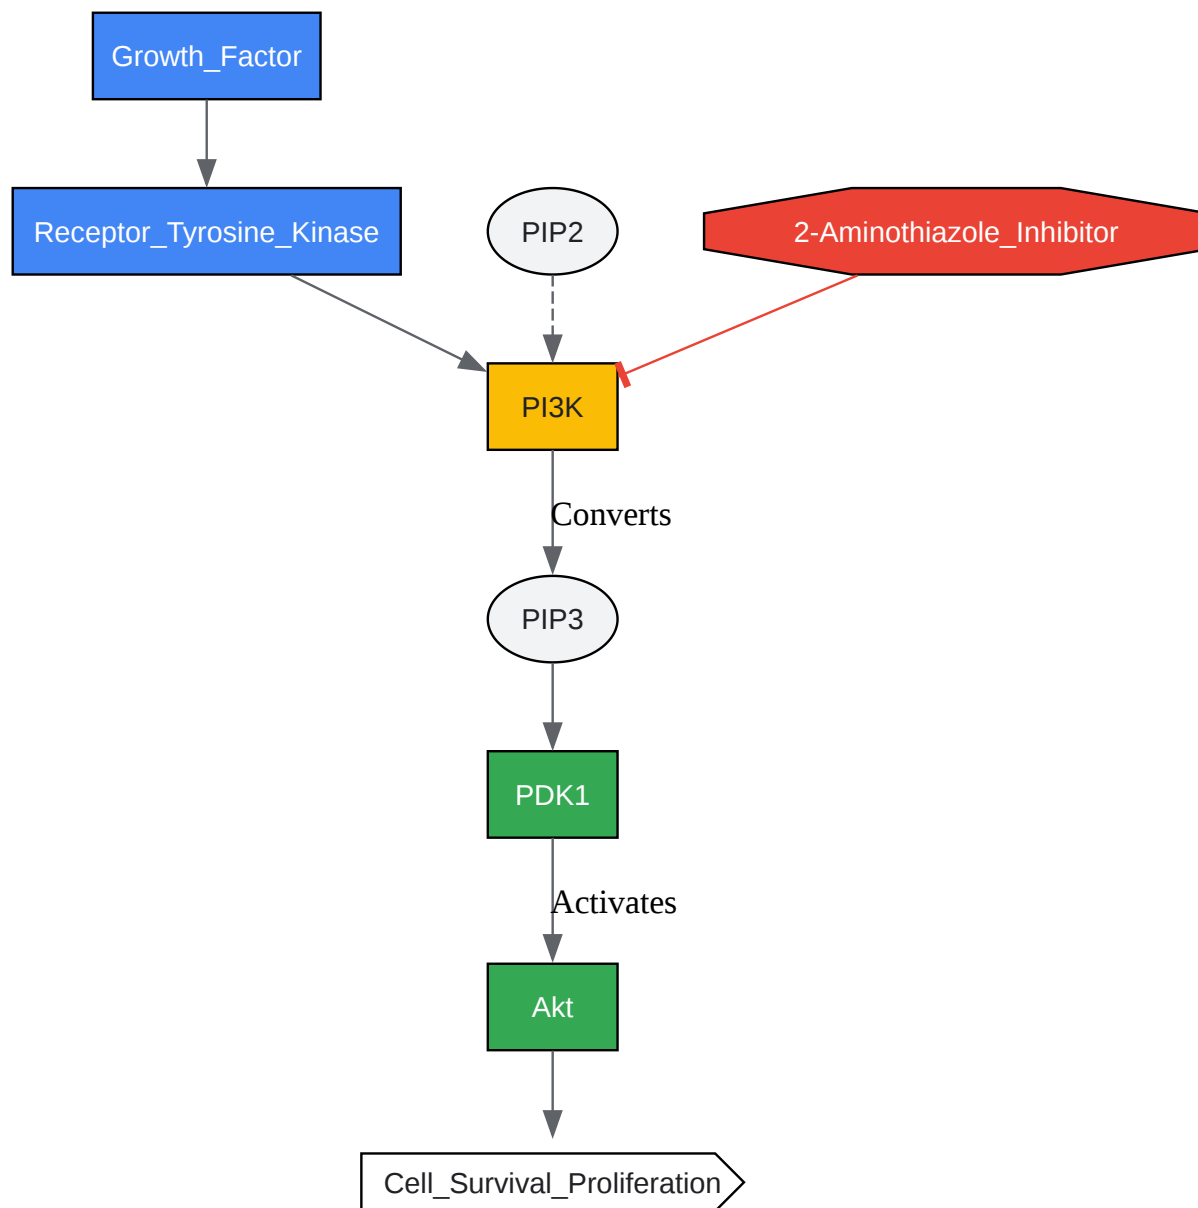 Growth_Factor
Receptor_Tyrosine_Kinase
PIP2
2-Aminothiazole_Inhibitor
PI3K
Converts
PIP3
PDK1
Activates
Akt
Cell_Survival_Proliferation